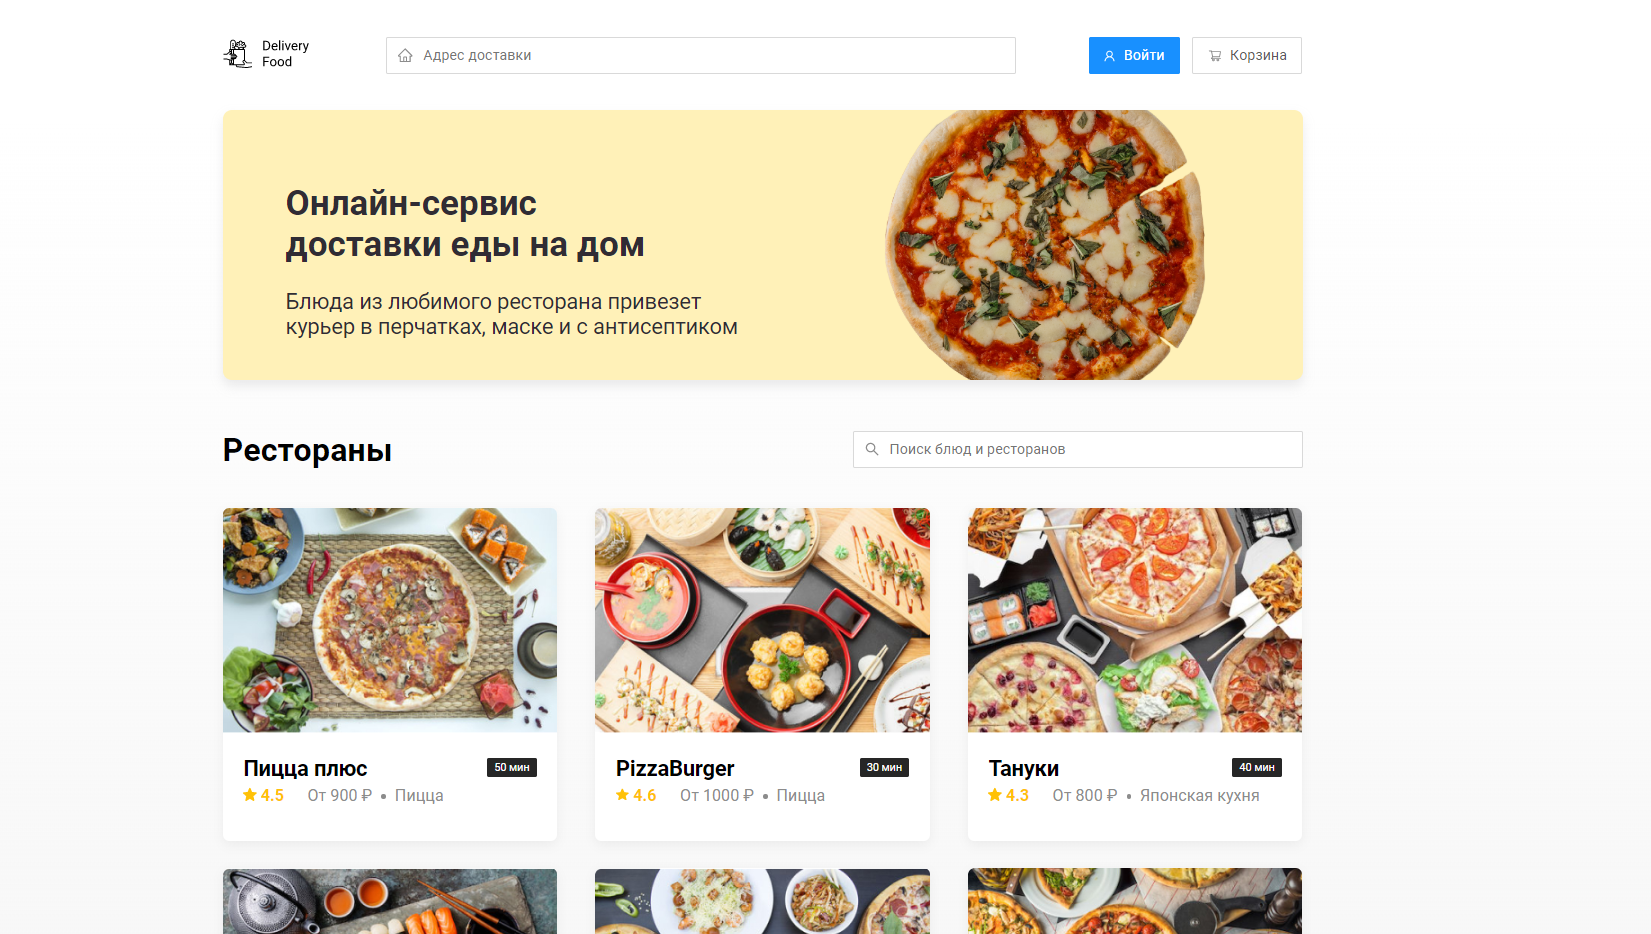 Delivery
Food
Адрес доставки
Войти
Корзина
Онлайн-сервис
доставки еды на дом
Блюда из любимого ресторана привезет
курьер в перчатках, маске и с антисептиком
Рестораны
Поиск блюд и ресторанов
Пицца плюс
50 мин
4.5 От 900 ₽ • Пицца
PizzaBurger
30 мин
4.6 От 1000 ₽ • Пицца
Тануки
40 мин
4.3 От 800 ₽ • Японская кухня